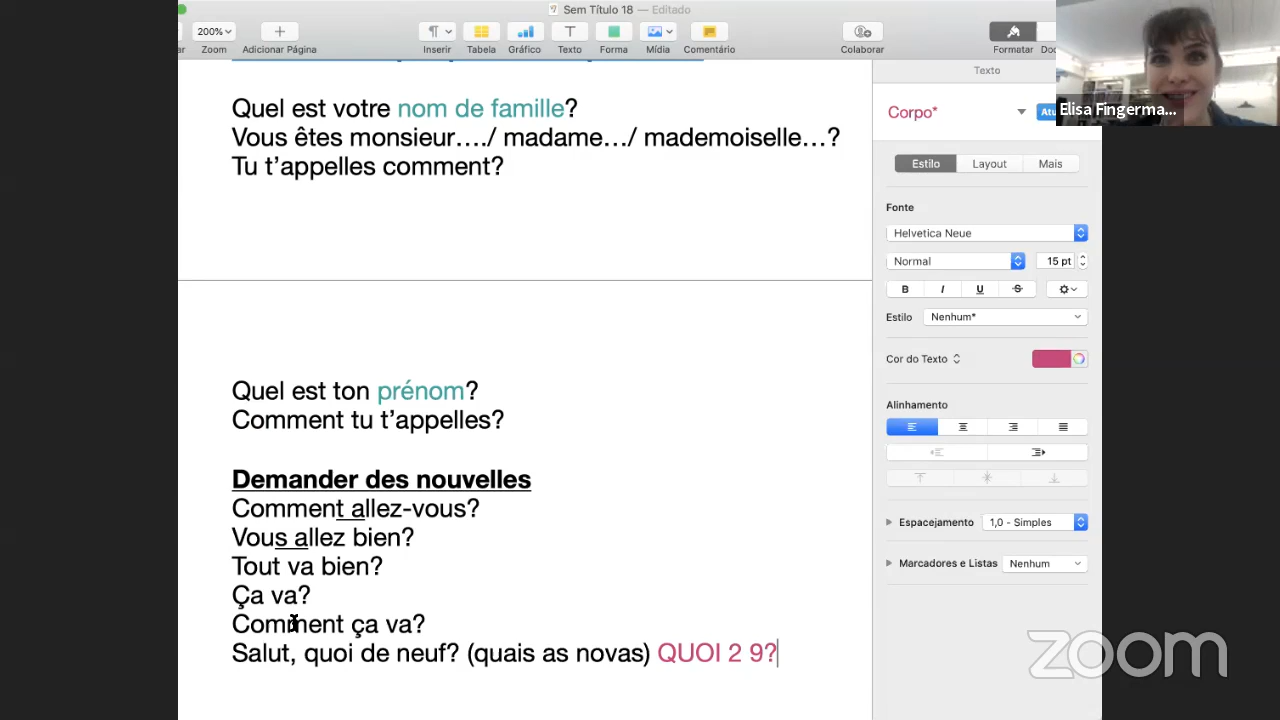 Sem Título 18 — Editado
200%
Zoom
Adicionar Página
Inserir
Tabela
Gráfico
Texto
Forma
Mídia
Comentário
Colaborar
Formatar
Quel est votre nom de famille?
Vous êtes monsieur…./ madame…/ mademoiselle…?
Tu t’appelles comment?
Quel est ton prénom?
Comment tu t’appelles?
Demander des nouvelles
Comment allez-vous?
Vous allez bien?
Tout va bien?
Ça va?
Comment ça va?
Salut, quoi de neuf? (quais as novas) QUOI 2 9?
Texto
Corpo*
Elisa Fingerma...
Estilo Layout Mais
Fonte
Helvetica Neue
Normal 15 pt
B I U S
Estilo Nenhum*
Cor do Texto
Alinhamento
Espacejamento 1,0 - Simples
Marcadores e Listas Nenhum
zoom